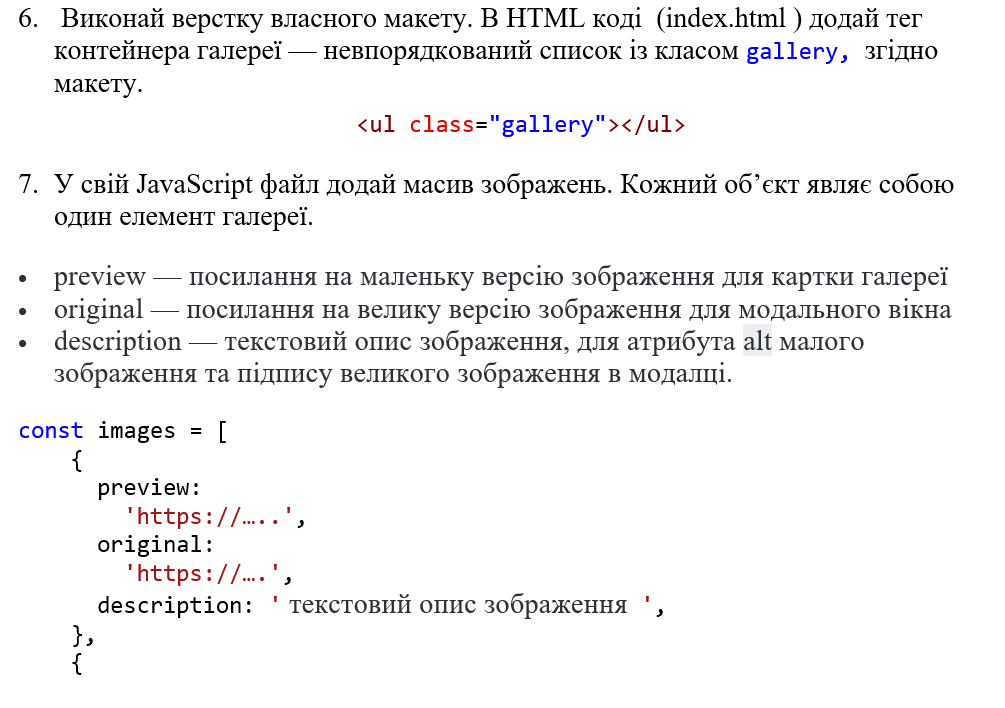 6. Виконай верстку власного макету. В HTML коді (index.html ) додай тег
контейнера галереї — невпорядкований список із класом gallery, згідно
макету.
<ul class="gallery"></ul>
7. У свій JavaScript файл додай масив зображень. Кожний об’єкт являє собою
один елемент галереї.
• preview — посилання на маленьку версію зображення для картки галереї
• original — посилання на велику версію зображення для модального вікна
• description — текстовий опис зображення, для атрибута alt малого
зображення та підпису великого зображення в модалці.
const images = [
{
preview:
'https://…..',
original:
'https://….',
description: ' текстовий опис зображення ',
},
{